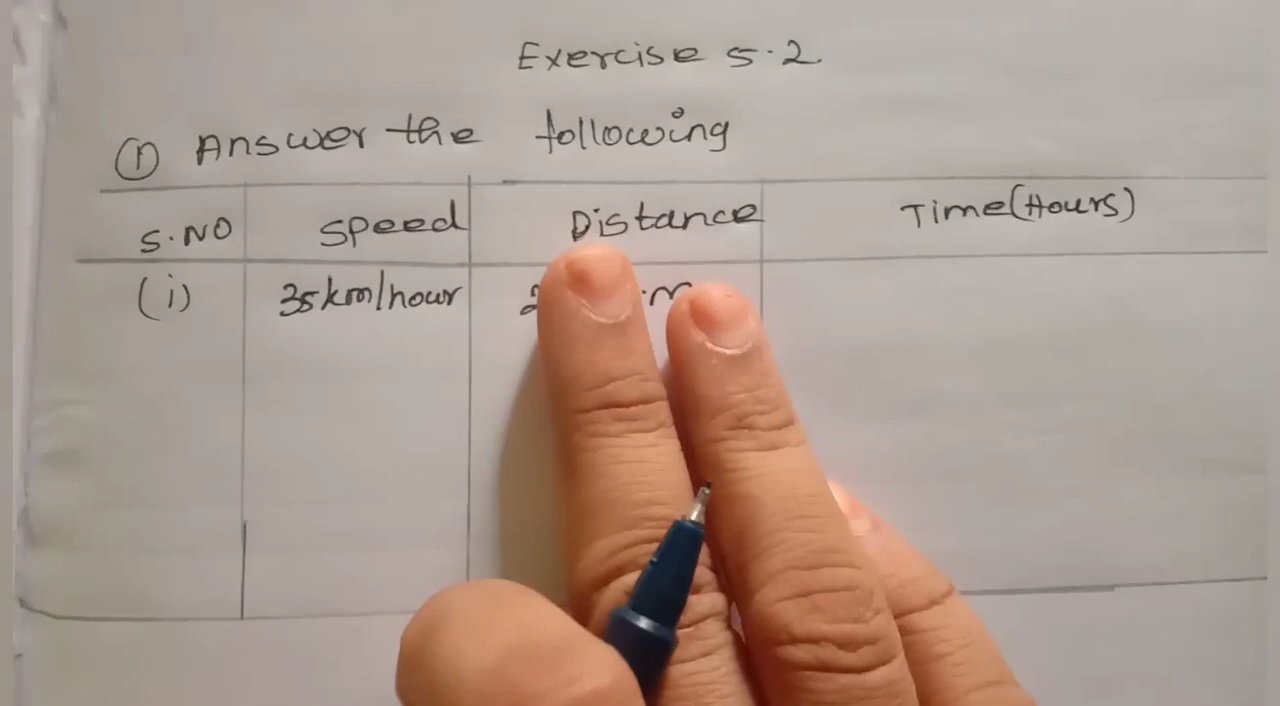 Exercise 5.2
① Answer the following
S.NO Speed Distance Time(Hours)
(i) 35km/hour